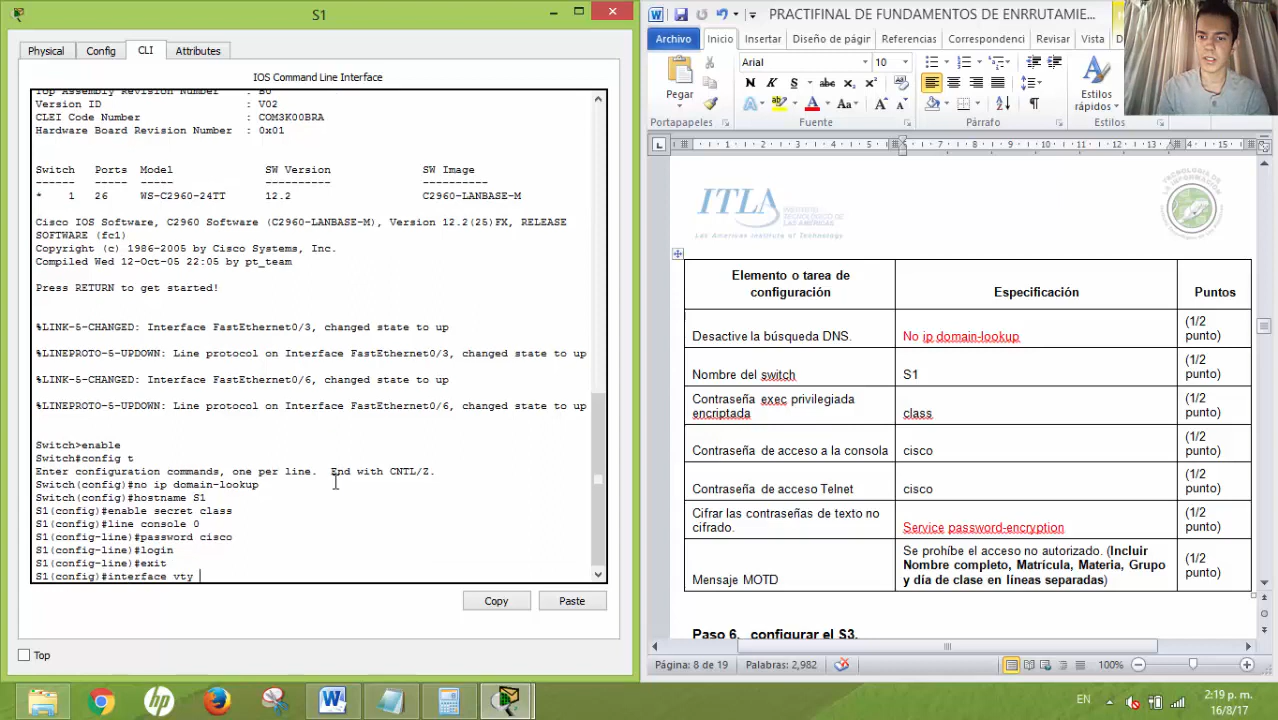 S1
Physical
Config
CLI
Attributes
IOS Command Line Interface
Top Assembly Revision Number : B0
Version ID : V02
CLEI Code Number : COM3K00BRA
Hardware Board Revision Number : 0x01
Switch Ports Model SW Version SW Image
------ ----- ----- ---------- ----------
* 1 26 WS-C2960-24TT 12.2 C2960-LANBASE-M
Cisco IOS Software, C2960 Software (C2960-LANBASE-M), Version 12.2(25)FX, RELEASE
SOFTWARE (fc1)
Copyright (c) 1986-2005 by Cisco Systems, Inc.
Compiled Wed 12-Oct-05 22:05 by pt_team
Press RETURN to get started!
%LINK-5-CHANGED: Interface FastEthernet0/3, changed state to up
%LINEPROTO-5-UPDOWN: Line protocol on Interface FastEthernet0/3, changed state to up
%LINK-5-CHANGED: Interface FastEthernet0/6, changed state to up
%LINEPROTO-5-UPDOWN: Line protocol on Interface FastEthernet0/6, changed state to up
Switch>enable
Switch#config t
Enter configuration commands, one per line. End with CNTL/Z.
Switch(config)#no ip domain-lookup
Switch(config)#hostname S1
S1(config)#enable secret class
S1(config)#line console 0
S1(config-line)#password cisco
S1(config-line)#login
S1(config-line)#exit
S1(config)#interface vty
Copy
Paste
Top
PRACTIFINAL DE FUNDAMENTOS DE ENRRUTAMIE...
Archivo
Inicio
Insertar
Diseño de págir
Referencias
Correspondenci
Revisar
Vista
Pegar
Arial
10
Estilos
rápidos
Portapapeles
Fuente
Párrafo
ITLA
INSTITUTO
TECNOLÓGICO DE
LAS AMÉRICAS
Las Americas Institute of Technology
Elemento o tarea de
configuración
Especificación
Puntos
Desactive la búsqueda DNS.
No ip domain-lookup
(1/2
punto)
Nombre del switch
S1
(1/2
punto)
Contraseña exec privilegiada
encriptada
class
(1/2
punto)
Contraseña de acceso a la consola
cisco
(1/2
punto)
Contraseña de acceso Telnet
cisco
(1/2
punto)
Cifrar las contraseñas de texto no
cifrado.
Service password-encryption
(1/2
punto)
Mensaje MOTD
Se prohíbe el acceso no autorizado. (Incluir
Nombre completo, Matrícula, Materia, Grupo
y día de clase en líneas separadas)
(1/2
punto)
Paso 6. configurar el S3.
Página: 8 de 19
Palabras: 2,982
100%
EN
2:19 p. m.
16/8/17